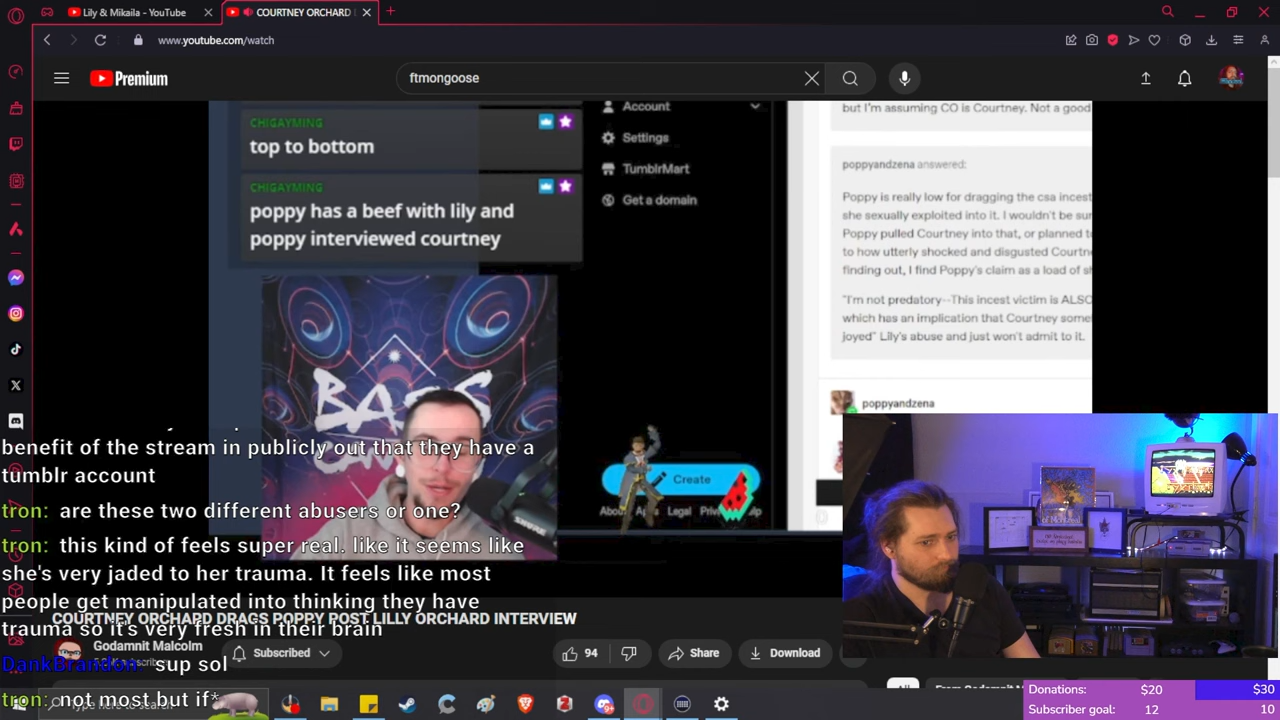 Lily & Mikaila - YouTube
COURTNEY ORCHARD
www.youtube.com/watch
Premium
ftmongoose
CHIGAYMING
top to bottom
CHIGAYMING
poppy has a beef with lily and
poppy interviewed courtney
Account
Settings
TumblrMart
Get a domain
Create
Legal
but I'm assuming CO is Courtney. Not a good
poppyandzena answered:
Poppy is really low for dragging the csa incest
she sexually exploited into it. I wouldn't be sur
Poppy pulled Courtney into that, or planned to
to how utterly shocked and disgusted Courtne
finding out, I find Poppy's claim as a load of sh
"I'm not predatory--This incest victim is ALSO
which has an implication that Courtney some
joyed" Lily's abuse and just won't admit to it.
poppyandzena
BASS
benefit of the stream in publicly out that they have a
tumblr account
tron: are these two different abusers or one?
tron: this kind of feels super real. like it seems like
she's very jaded to her trauma. It feels like most
people get manipulated into thinking they have
trauma so it's very fresh in their brain
DankBrandon: sup sol
tron: not most but if*
COURTNEY ORCHARD DRAGS POPPY POST LILLY ORCHARD INTERVIEW
Godamnit Malcolm
Subscribed
94
Share
Download
All
Donations: $20 $30
Subscriber goal: 12 10